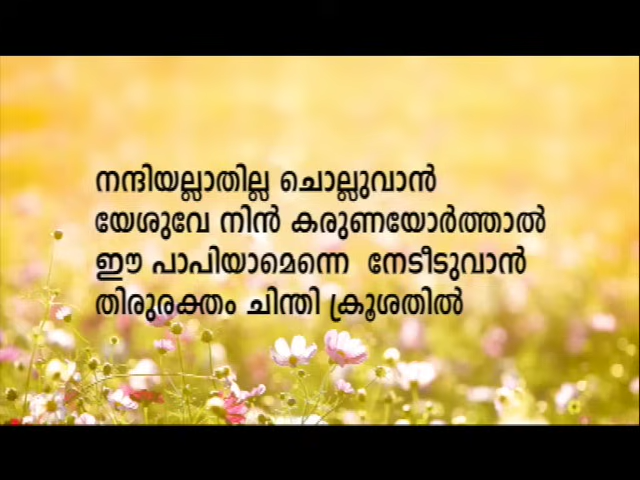 നന്ദിയല്ലാതില്ല ചൊല്ലുവാൻ
യേശുവേ നിൻ കരുണയോർത്താൽ
ഈ പാപിയാമെന്നെ നേടീടുവാൻ
തിരുരക്തം ചിന്തി ക്രൂശതിൽ